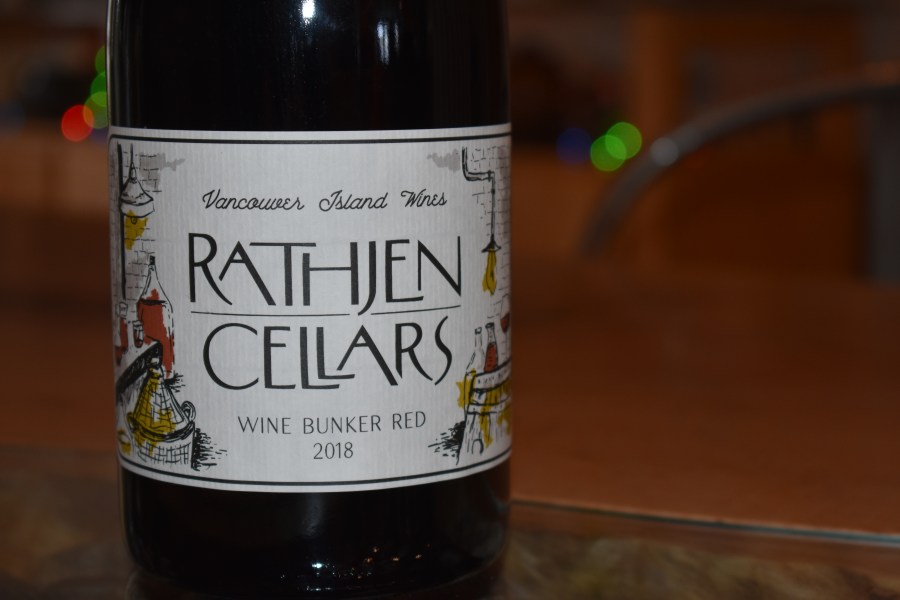 Vancouver Island Wines
RATHJEN
CELLARS
WINE BUNKER RED
2018